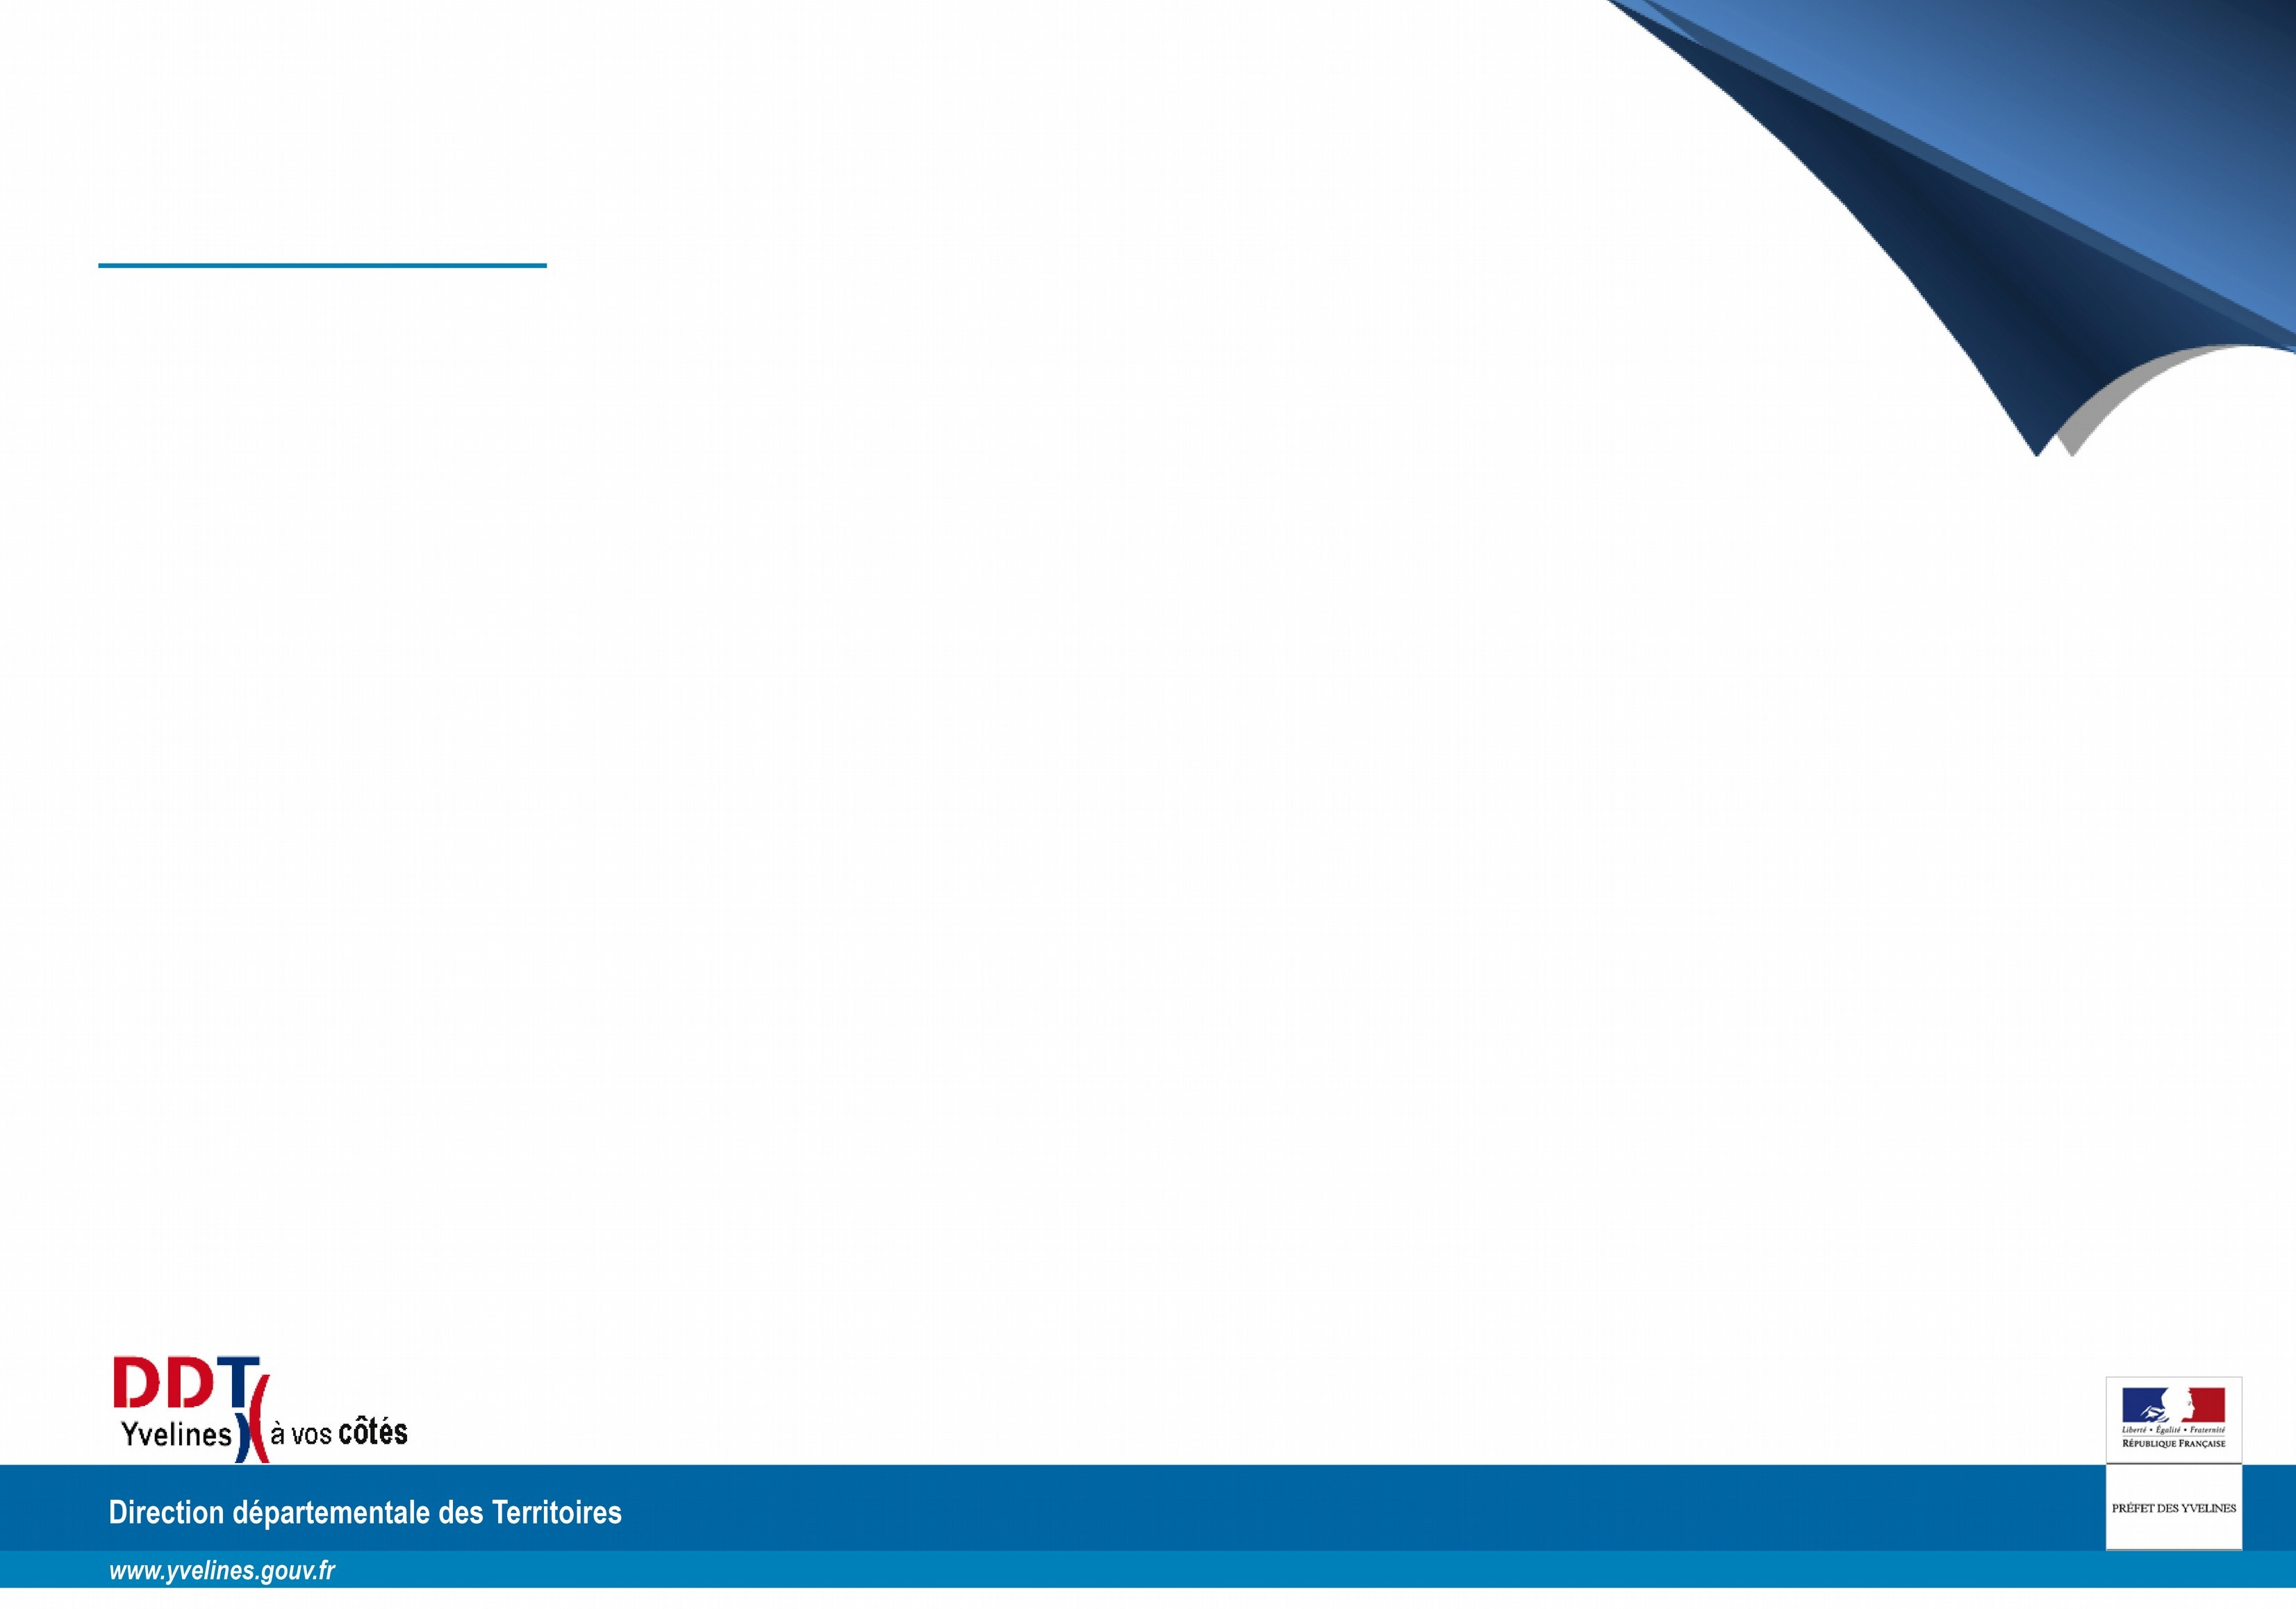 DDT
Yvelines à vos côtés
Liberté • Égalité • Fraternité
RÉPUBLIQUE FRANÇAISE
PRÉFET DES YVELINES
Direction départementale des Territoires
www.yvelines.gouv.fr